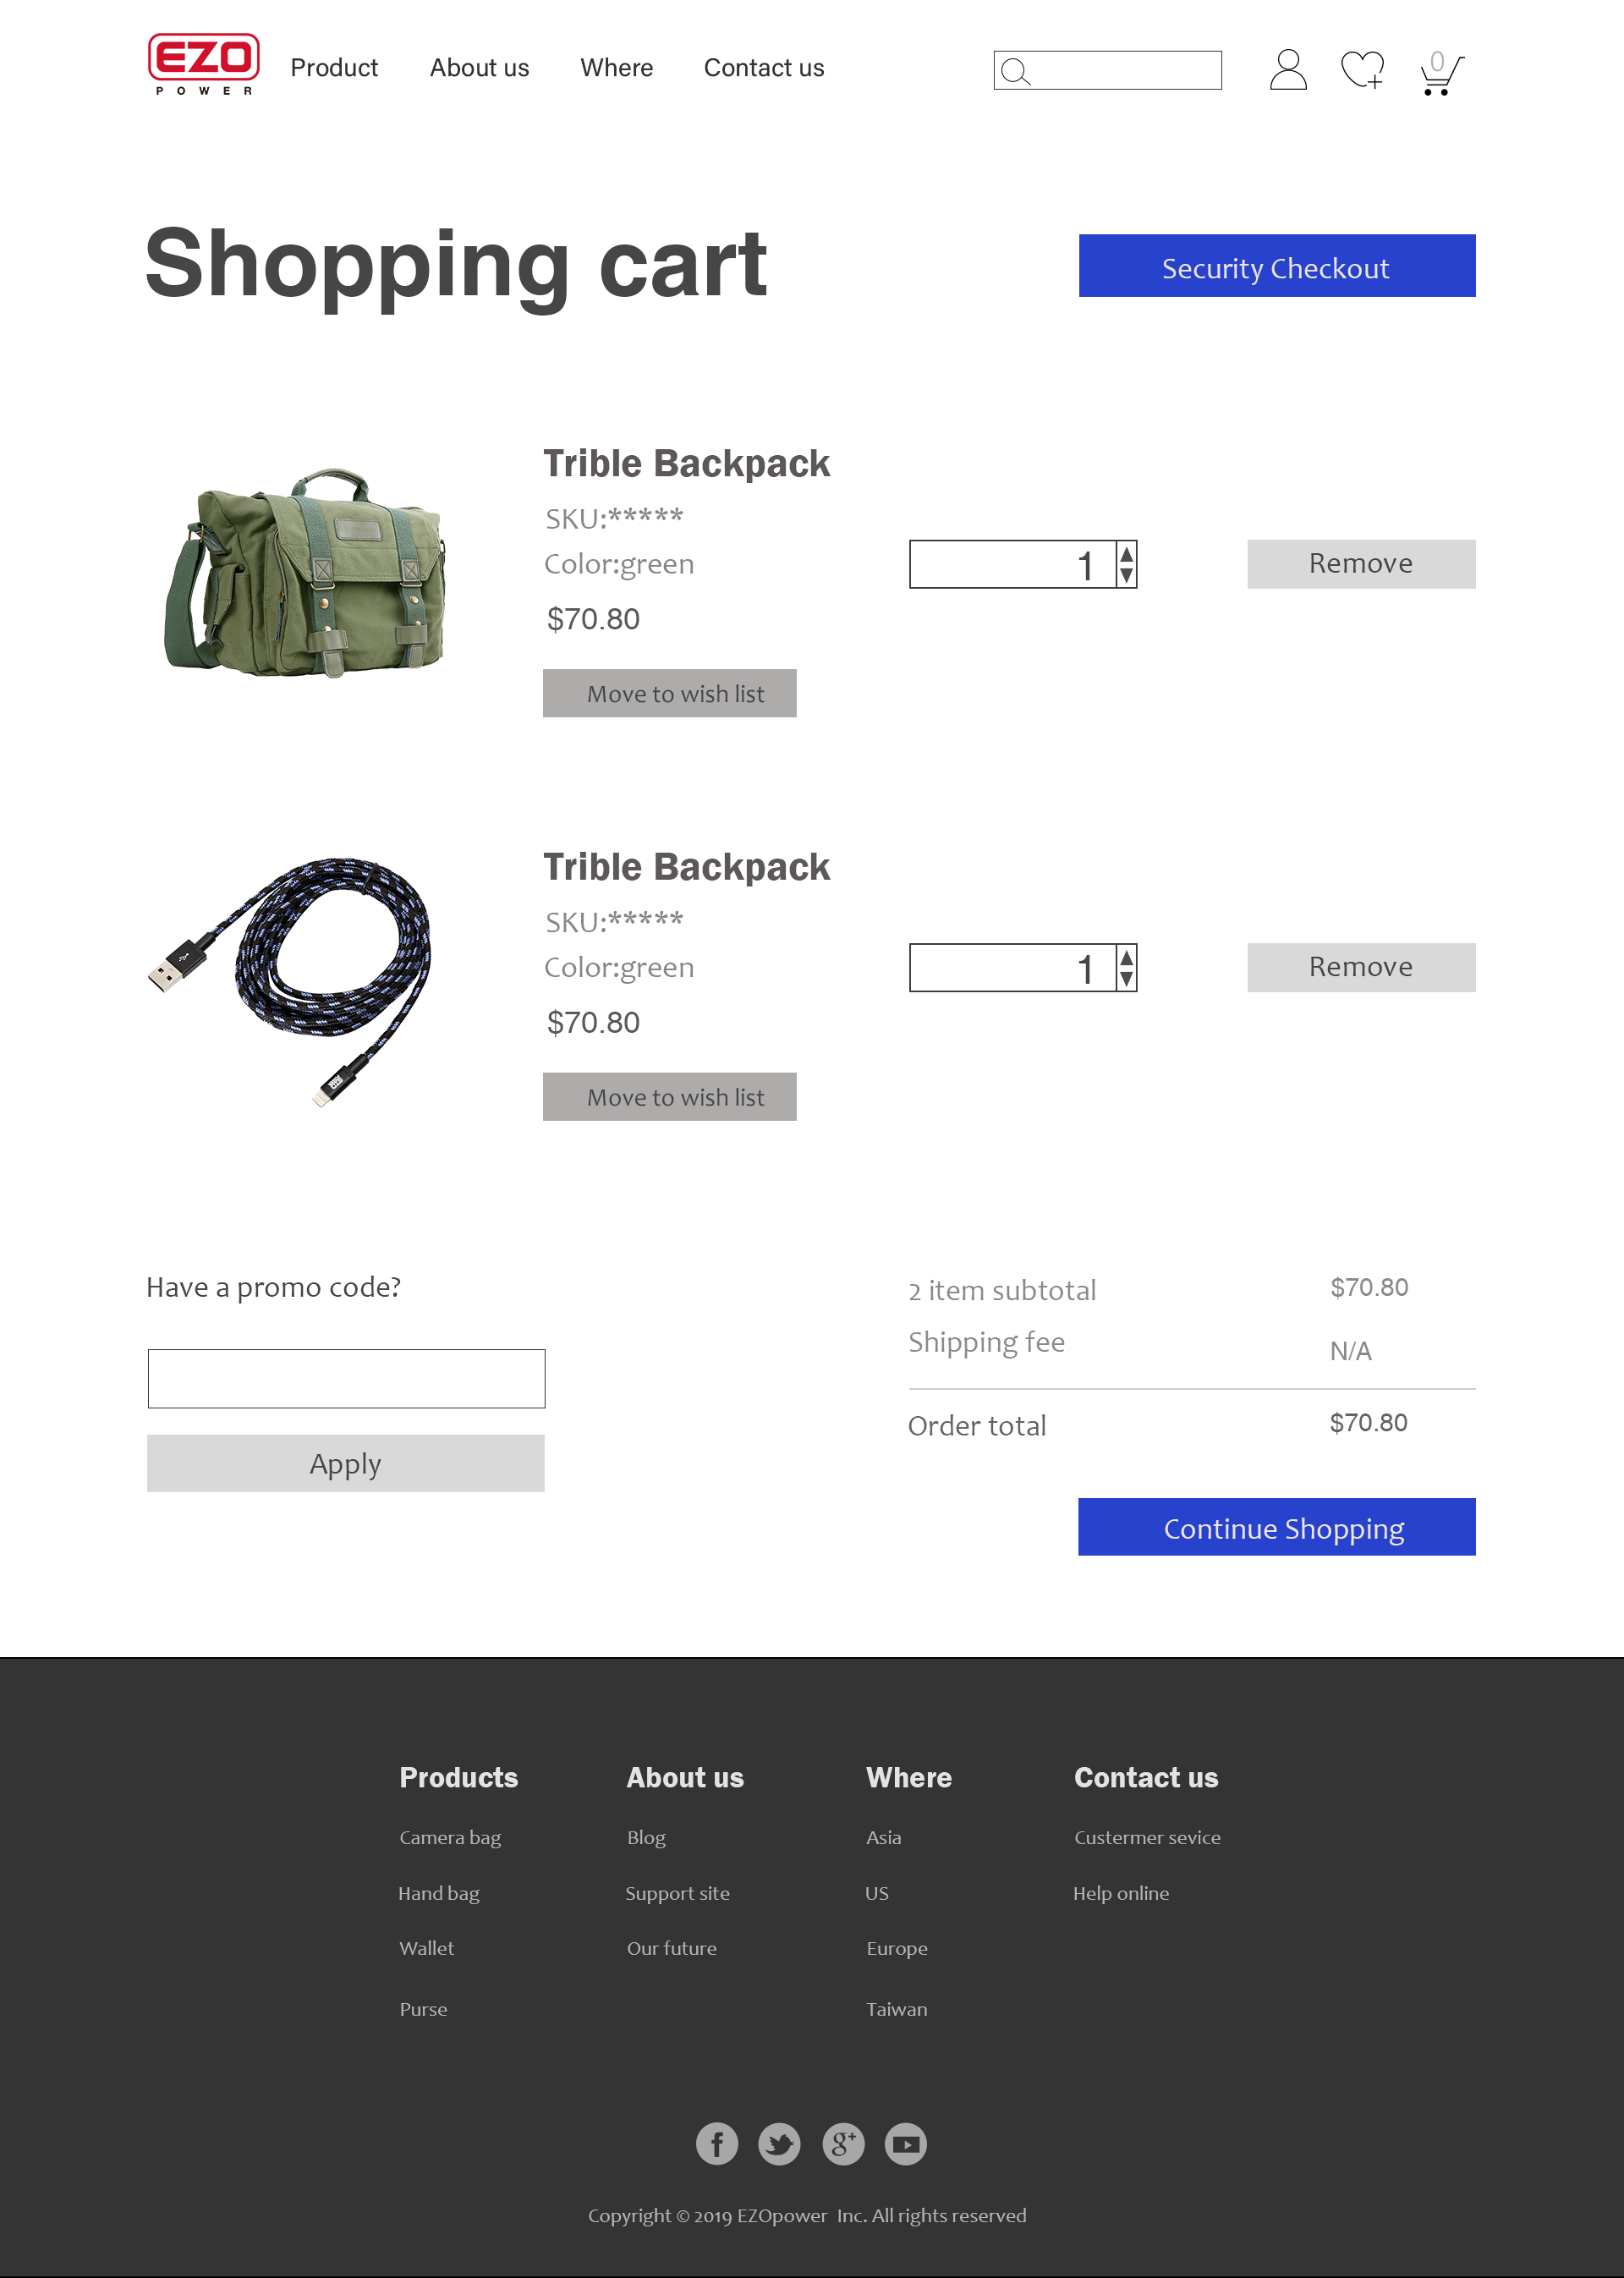 EZO
POWER
Product About us Where Contact us
0
Shopping cart
Security Checkout
Trible Backpack
SKU:*****
Color:green
$70.80
Move to wish list
1
Remove
Trible Backpack
SKU:*****
Color:green
$70.80
Move to wish list
1
Remove
Have a promo code?
Apply
2 item subtotal $70.80
Shipping fee N/A
Order total $70.80
Continue Shopping
Products About us Where Contact us
Camera bag Blog Asia Custermer sevice
Hand bag Support site US Help online
Wallet Our future Europe
Purse Taiwan
Copyright © 2019 EZOpower Inc. All rights reserved